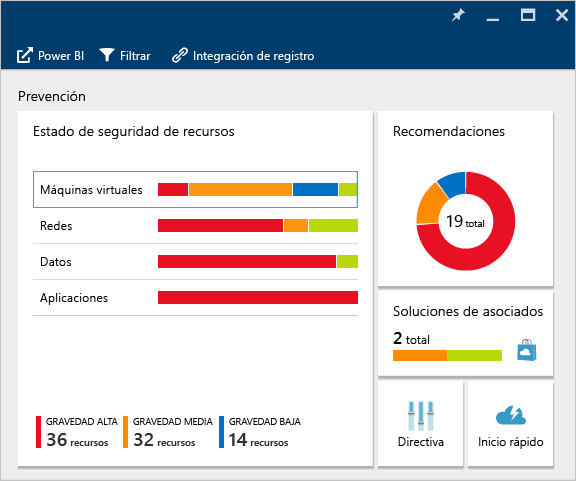 Power BI
Filtrar
Integración de registro
Prevención
Estado de seguridad de recursos
Máquinas virtuales
Redes
Datos
Aplicaciones
GRAVEDAD ALTA
36 recursos
GRAVEDAD MEDIA
32 recursos
GRAVEDAD BAJA
14 recursos
Recomendaciones
19 total
Soluciones de asociados
2 total
Directiva
Inicio rápido